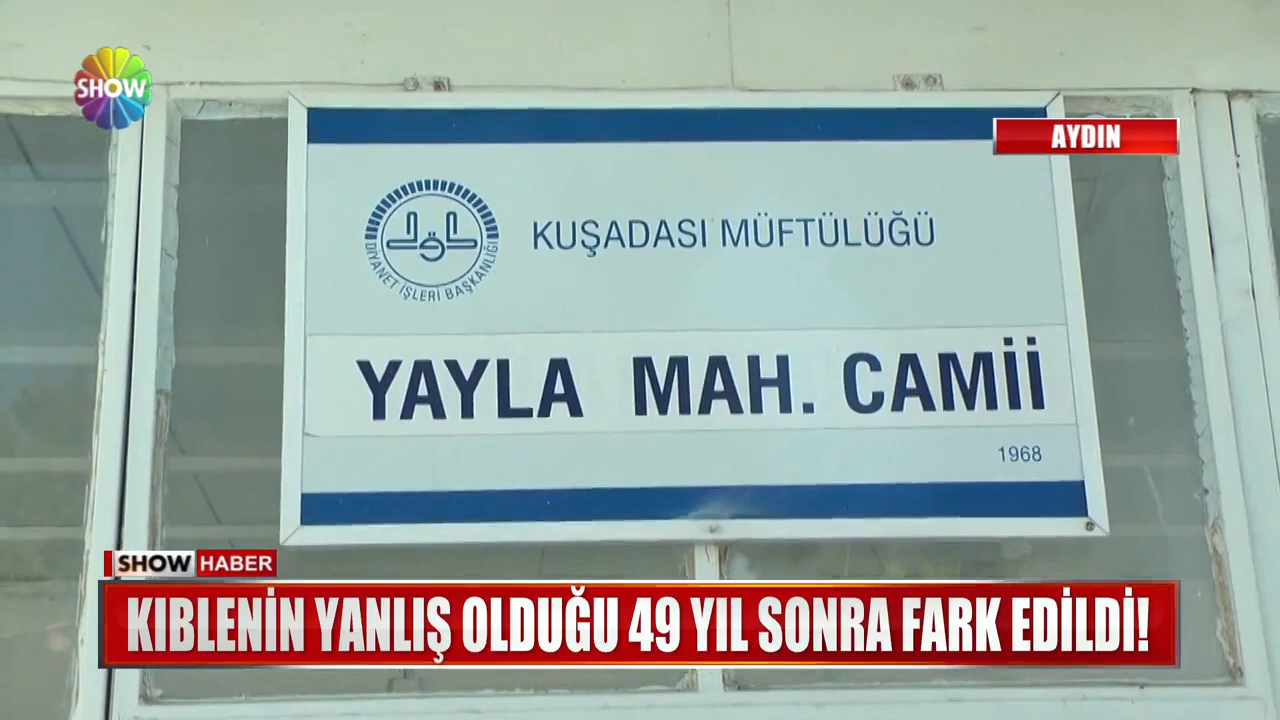 SHOW
AYDIN
KUŞADASI MÜFTÜLÜĞÜ
DİYANET İŞLERİ BAŞKANLIĞI
YAYLA MAH. CAMİİ
1968
SHOW HABER
KIBLENİN YANLIŞ OLDUĞU 49 YIL SONRA FARK EDİLDİ!